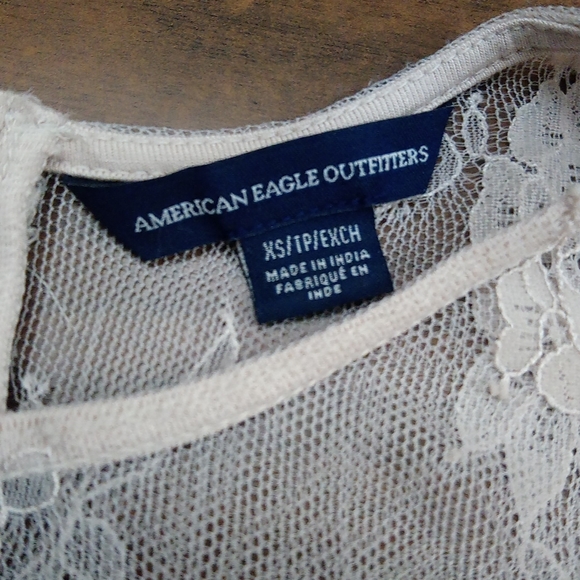 AMERICAN EAGLE OUTFITTERS
XS/TP/EXCH
MADE IN INDIA
FABRIQUÉ EN
INDE